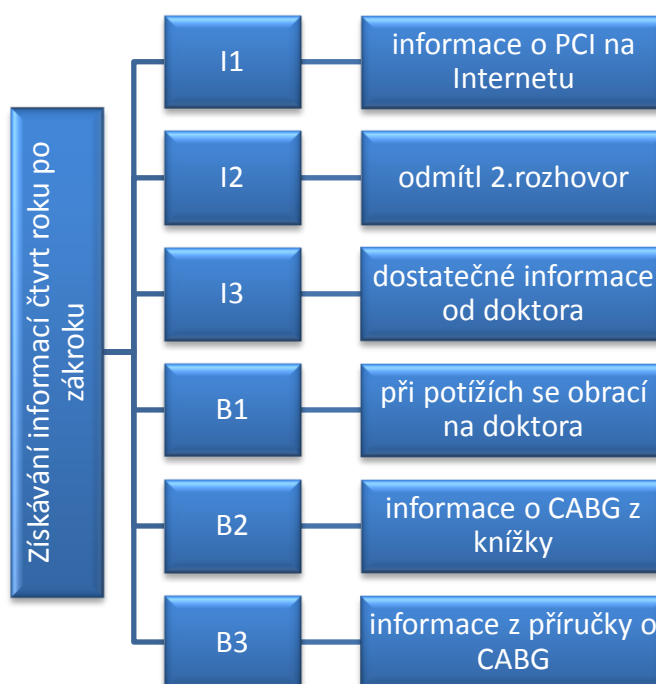 Získávání informací čtvrt roku po
zákroku
I1
informace o PCI na
Internetu
I2
odmítl 2.rozhovor
I3
dostatečné informace
od doktora
B1
při potížích se obrací
na doktora
B2
informace o CABG z
knížky
B3
informace z příručky o
CABG